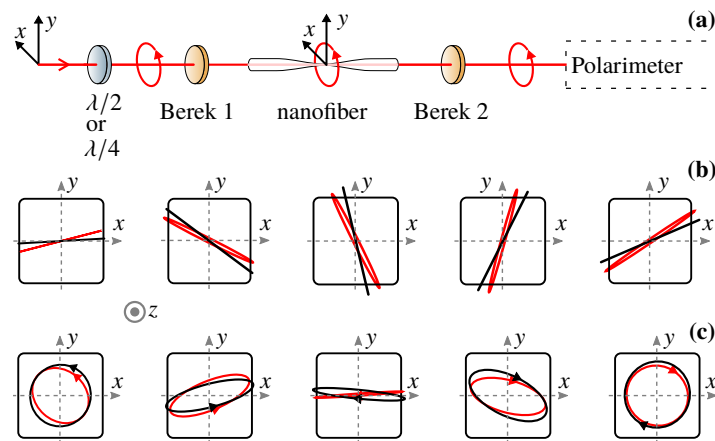 (a)
y
x
y
x
Polarimeter
λ/2
or
λ/4
Berek 1
nanofiber
Berek 2
(b)
y
x
y
x
y
x
y
x
y
x
z
(c)
y
x
y
x
y
x
y
x
y
x